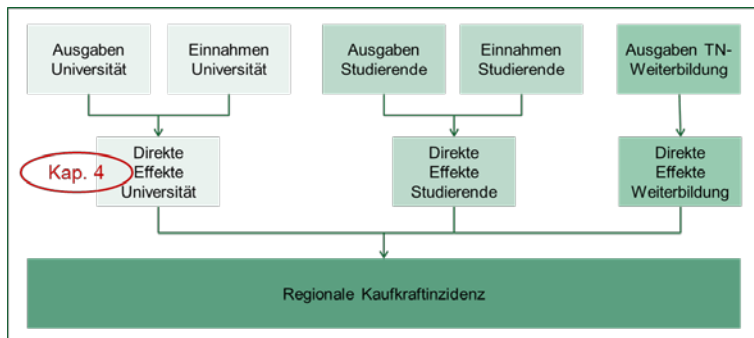 Ausgaben
Universität
Einnahmen
Universität
Ausgaben
Studierende
Einnahmen
Studierende
Ausgaben TN-
Weiterbildung
Kap. 4
Direkte
Effekte
Universität
Direkte
Effekte
Studierende
Direkte
Effekte
Weiterbildung
Regionale Kaufkraftinzidenz